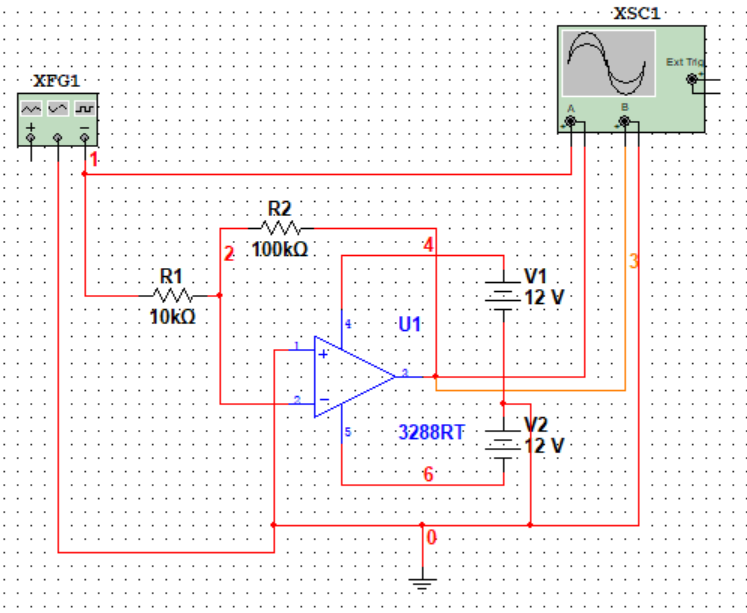 XSC1
Ext Trig
+
A
B
+
+
XFG1
+
−
1
R2
100kΩ
2
4
3
R1
10kΩ
V1
12 V
U1
4
1
+
3
2
−
5
3288RT
V2
12 V
6
0